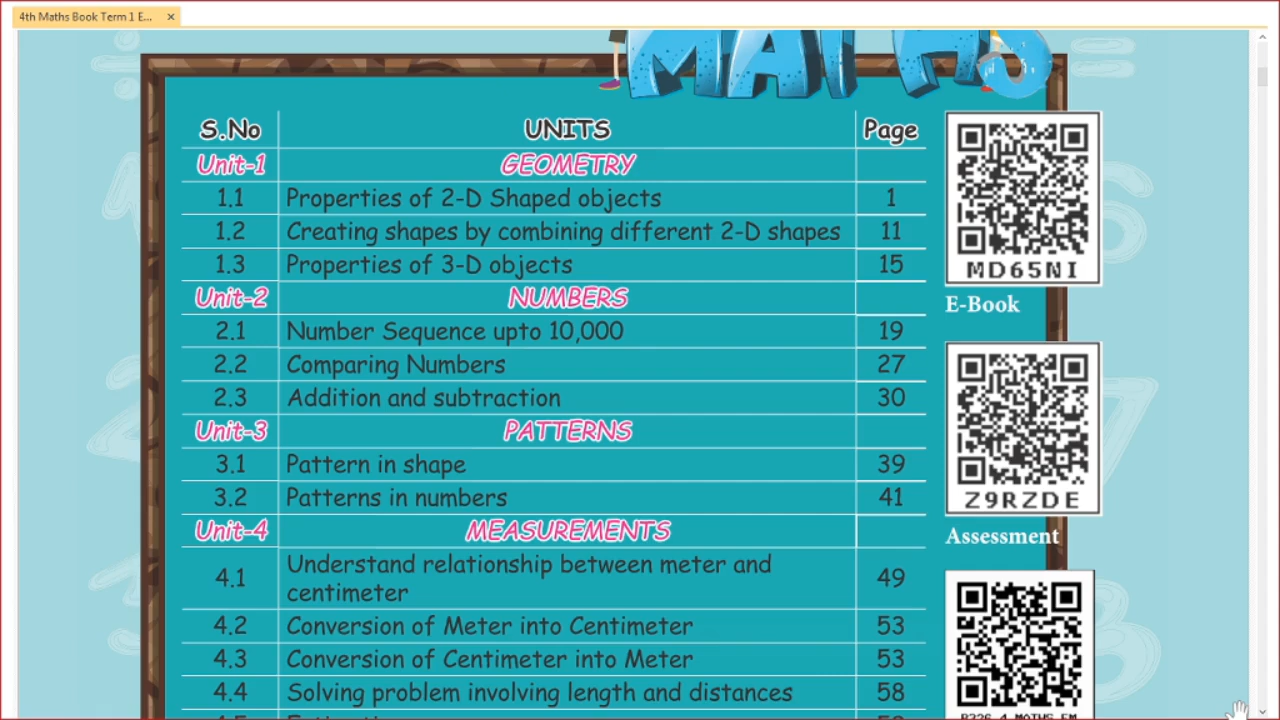 4th Maths Book Term 1 E...
MATHS
S.No UNITS Page
Unit-1 GEOMETRY
1.1 Properties of 2-D Shaped objects 1
1.2 Creating shapes by combining different 2-D shapes 11
1.3 Properties of 3-D objects 15
Unit-2 NUMBERS
2.1 Number Sequence upto 10,000 19
2.2 Comparing Numbers 27
2.3 Addition and subtraction 30
Unit-3 PATTERNS
3.1 Pattern in shape 39
3.2 Patterns in numbers 41
Unit-4 MEASUREMENTS
4.1 Understand relationship between meter and
centimeter 49
4.2 Conversion of Meter into Centimeter 53
4.3 Conversion of Centimeter into Meter 53
4.4 Solving problem involving length and distances 58
MD65NI
E-Book
Z9RZDE
Assessment